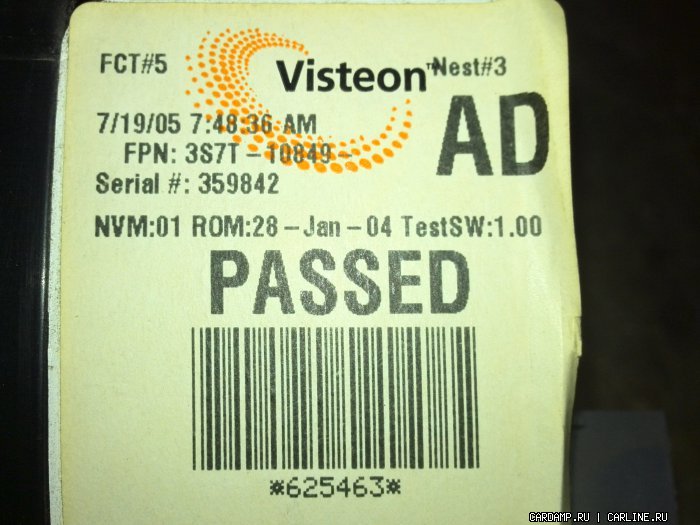 FCT#5 Visteon™ Nest#3
7/19/05 7:48:36 AM AD
FPN: 3S7T - 10849 -
Serial #: 359842
NVM:01 ROM:28 - Jan - 04 TestSW:1.00
PASSED
*625463*
CARDAMP.RU | CARLINE.RU